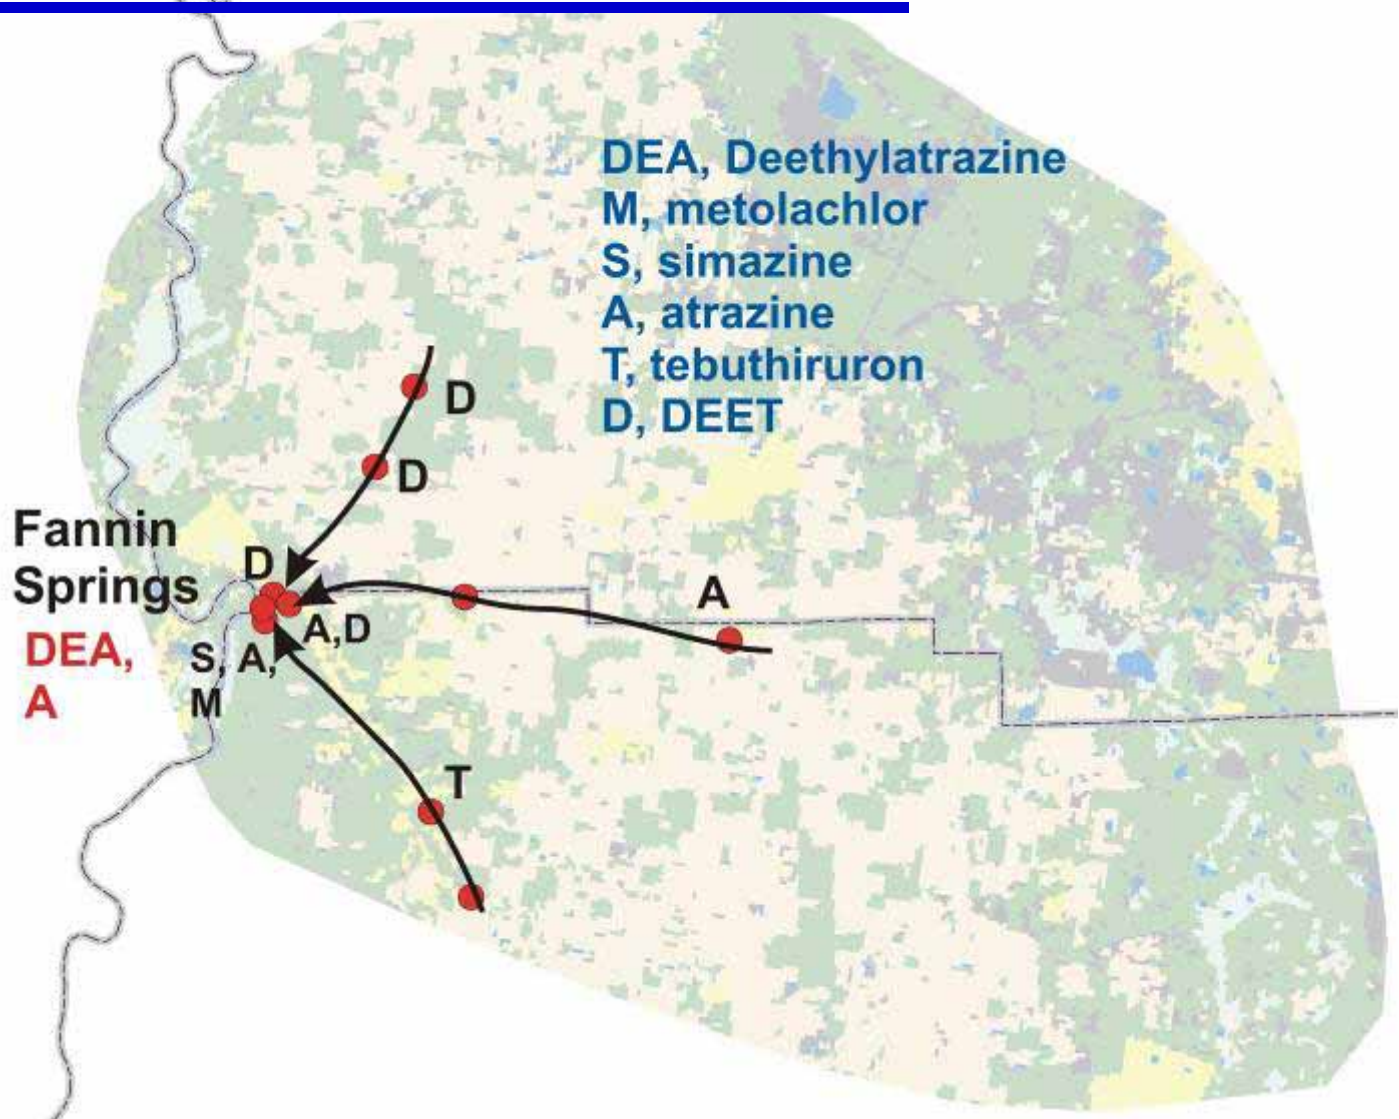 DEA, Deethylatrazine
M, metolachlor
S, simazine
A, atrazine
T, tebuthiruron
D, DEET
D
D
Fannin
Springs
DEA,
A
D
A,D
S, A,
M
A
T